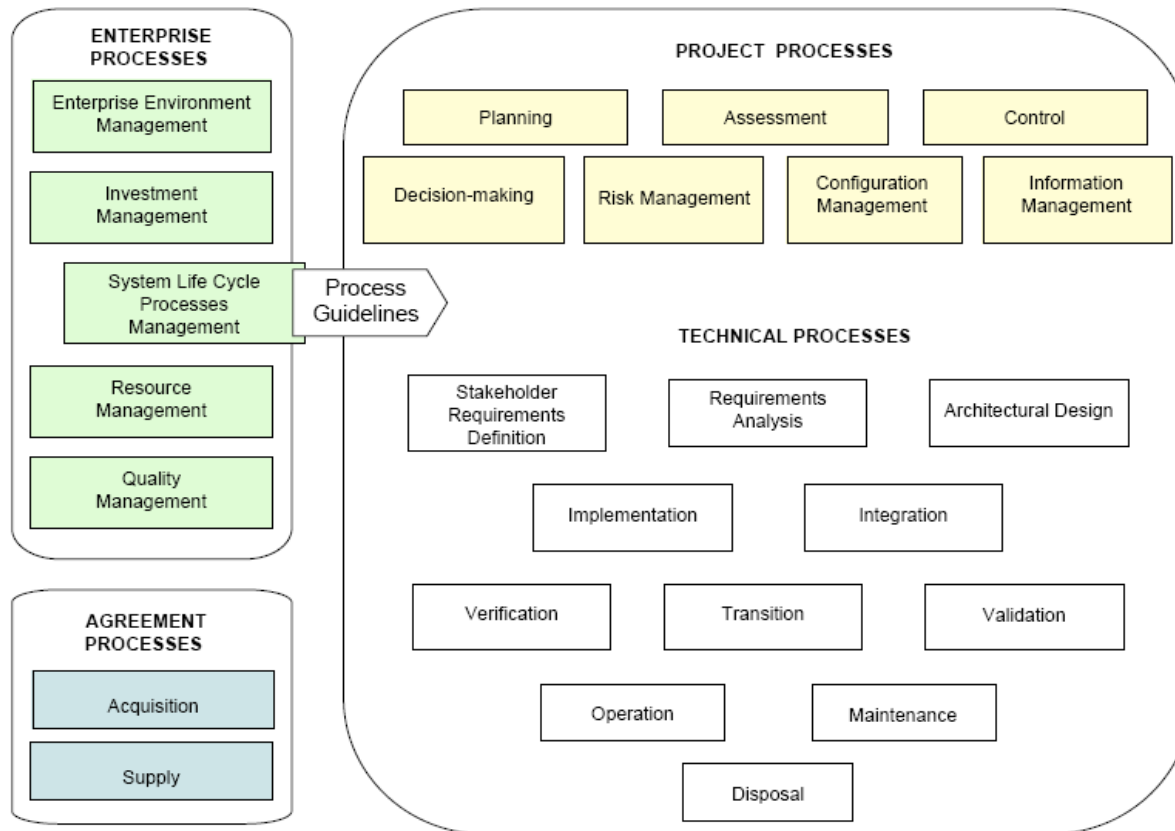 ENTERPRISE
PROCESSES
Enterprise Environment
Management
Investment
Management
System Life Cycle
Processes
Management
Resource
Management
Quality
Management
AGREEMENT
PROCESSES
Acquisition
Supply
Process
Guidelines
PROJECT PROCESSES
Planning
Assessment
Control
Decision-making
Risk Management
Configuration
Management
Information
Management
TECHNICAL PROCESSES
Stakeholder
Requirements
Definition
Requirements
Analysis
Architectural Design
Implementation
Integration
Verification
Transition
Validation
Operation
Maintenance
Disposal